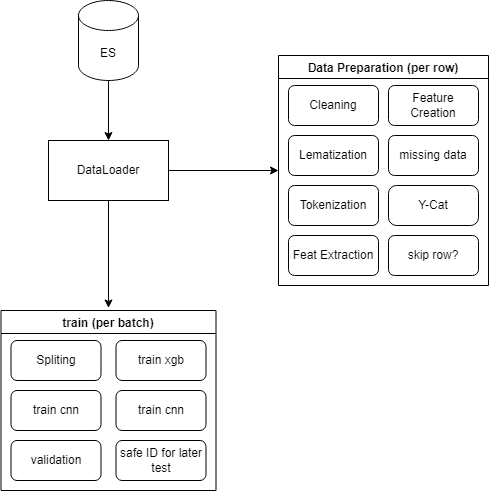 ES
DataLoader
Data Preparation (per row)
Cleaning
Feature
Creation
Lematization
missing data
Tokenization
Y-Cat
Feat Extraction
skip row?
train (per batch)
Spliting
train xgb
train cnn
train cnn
validation
safe ID for later
test